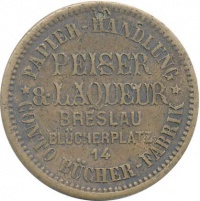 PAPIER-HANDLUNG
PEISER
& LAQUEUR
BRESLAU
BLÜCHERPLATZ
14
CONTO BÜCHER-FABRIK